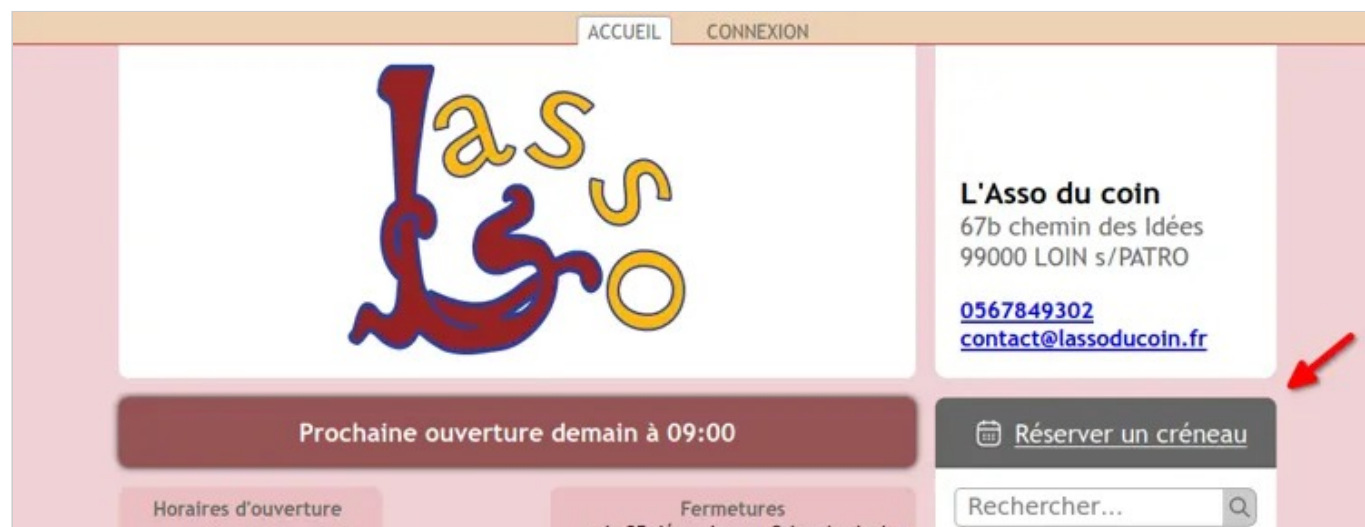 ACCUEIL
CONNEXION
lasso
L'Asso du coin
67b chemin des Idées
99000 LOIN s/PATRO
0567849302
contact@lassoducoin.fr
Prochaine ouverture demain à 09:00
Réserver un créneau
Horaires d'ouverture
Fermetures
Rechercher...